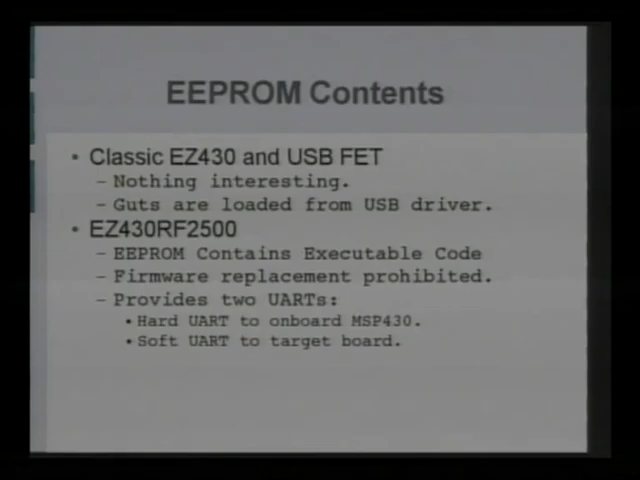 EEPROM Contents
• Classic EZ430 and USB FET
– Nothing interesting.
– Guts are loaded from USB driver.
• EZ430RF2500
– EEPROM Contains Executable Code
– Firmware replacement prohibited.
– Provides two UARTs:
• Hard UART to onboard MSP430.
• Soft UART to target board.